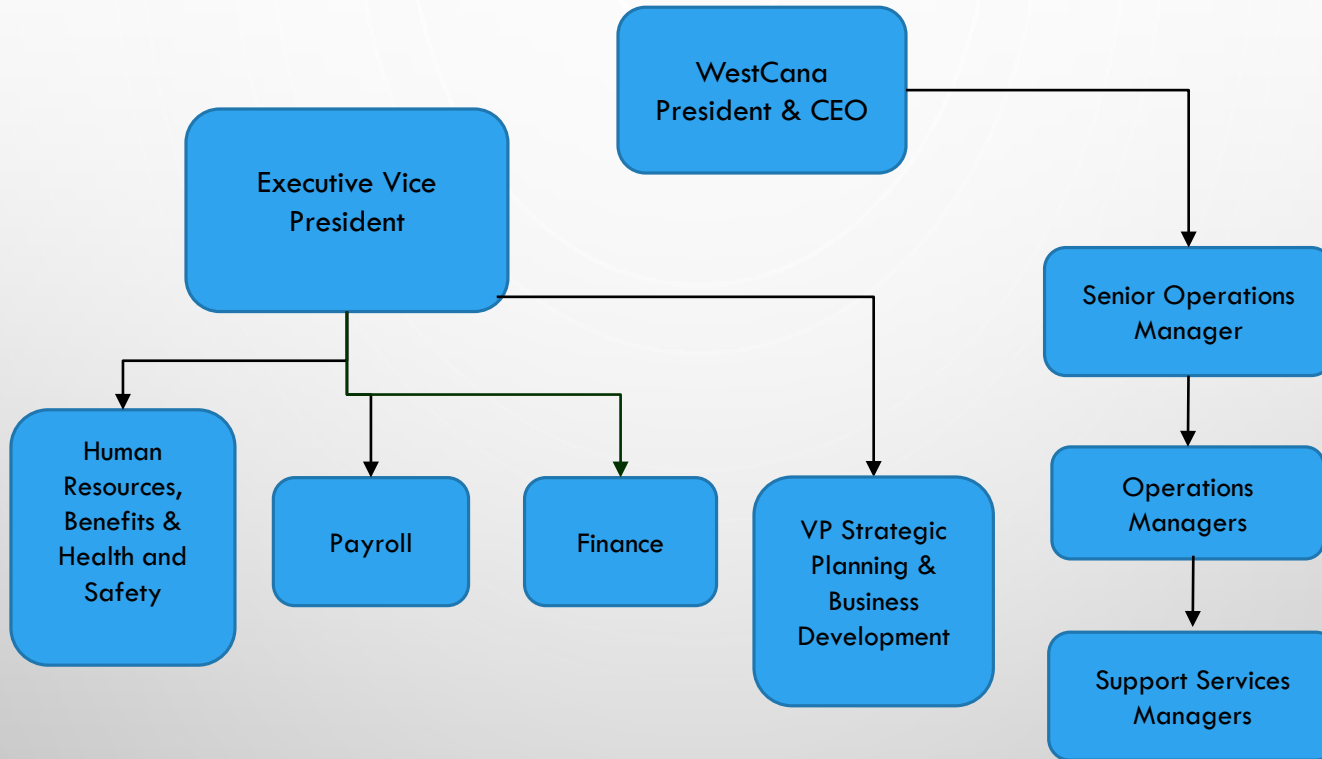 WestCana
President & CEO
Executive Vice
President
Senior Operations
Manager
Human
Resources,
Benefits &
Health and
Safety
Payroll
Finance
VP Strategic
Planning &
Business
Development
Operations
Managers
Support Services
Managers